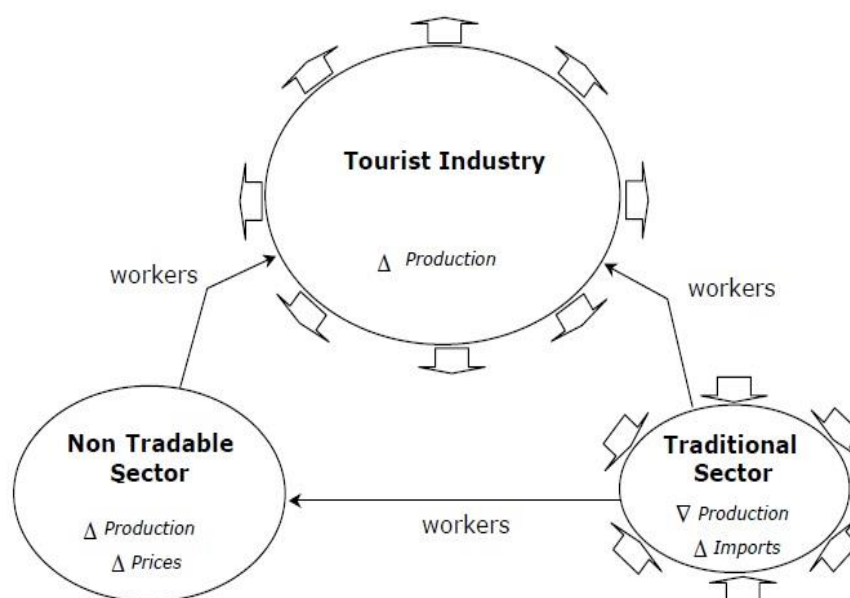 Tourist Industry
Δ Production
workers
workers
Non Tradable
Sector
Δ Production
Δ Prices
workers
Traditional
Sector
∇ Production
Δ Imports